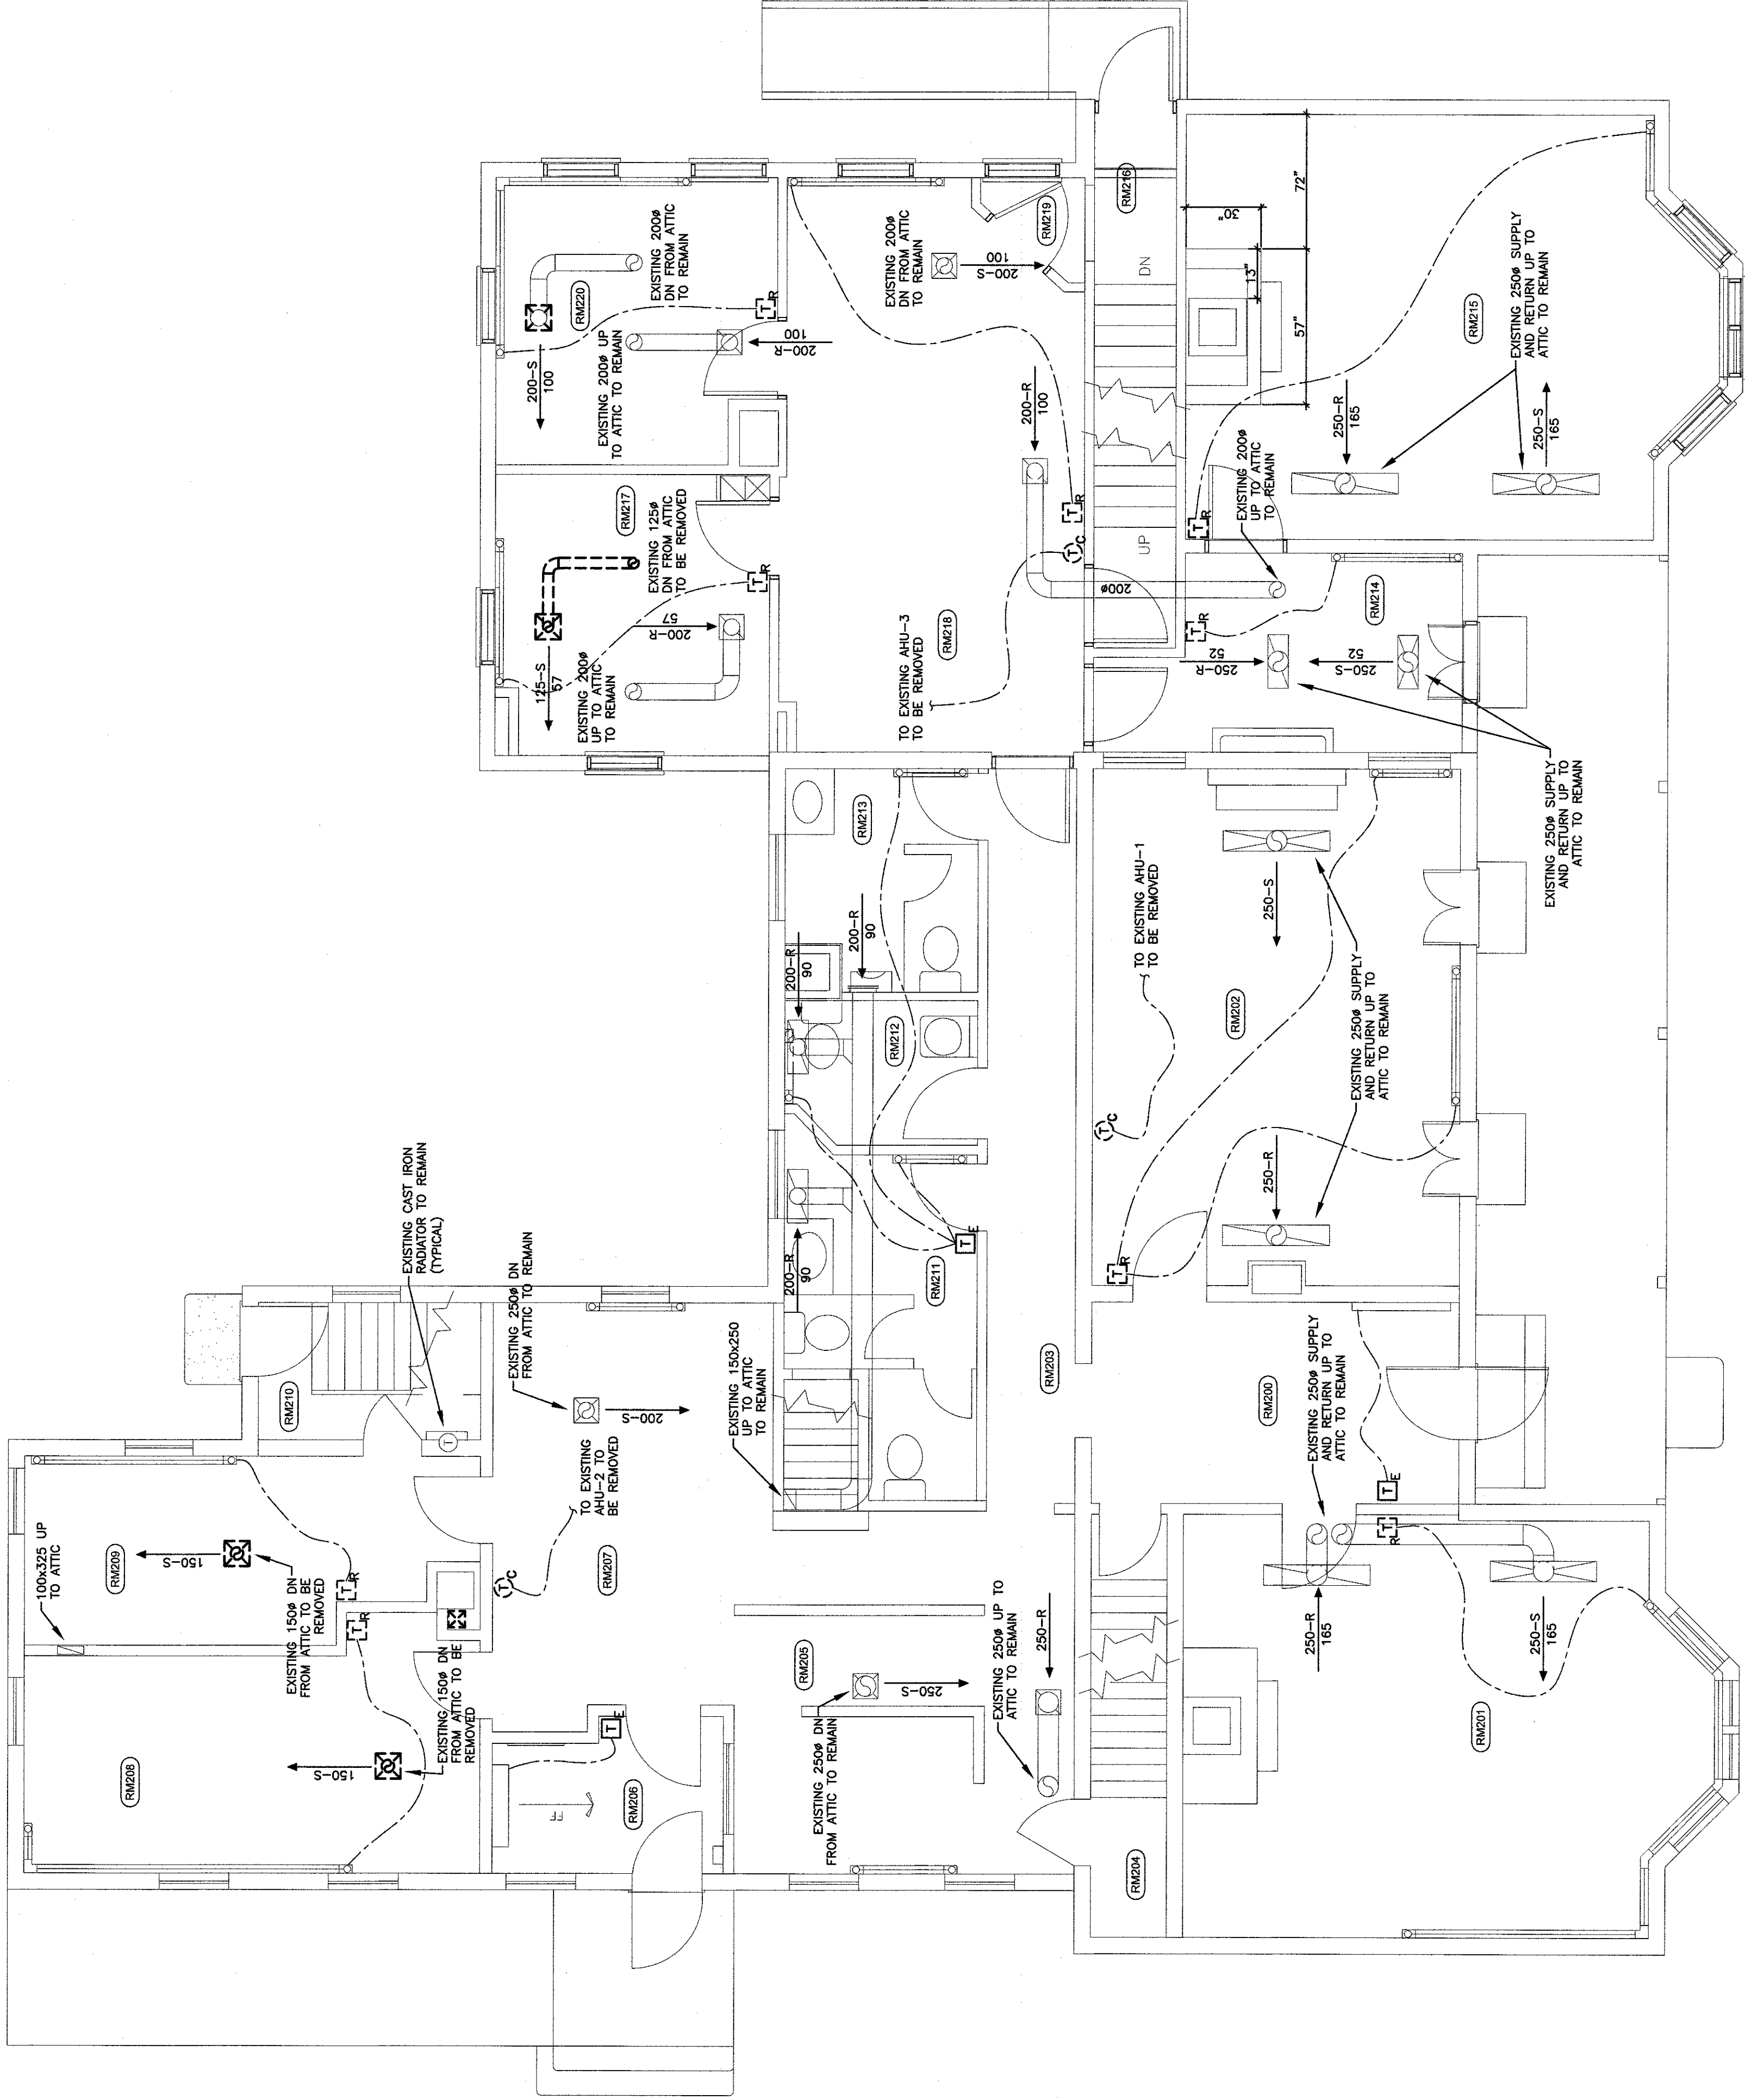 100x325 UP
TO ATTIC
RM209
150-S
EXISTING 150ø DN
FROM ATTIC TO BE
REMOVED
RM208
150-S
EXISTING 150ø DN
FROM ATTIC TO BE
REMOVED
T
R
T
R
RM210
T
EXISTING CAST IRON
RADIATOR TO REMAIN
(TYPICAL)
EXISTING 250ø DN
FROM ATTIC TO REMAIN
200-S
TO EXISTING
AHU-2 TO
BE REMOVED
T
C
RM207
T
E
FF
RM206
EXISTING 150x250
UP TO ATTIC
TO REMAIN
RM205
250-S
EXISTING 250ø DN
FROM ATTIC TO REMAIN
EXISTING 250ø UP TO
ATTIC TO REMAIN
250-R
RM204
RM203
RM200
RM201
EXISTING 250ø SUPPLY
AND RETURN UP TO
ATTIC TO REMAIN
T
E
T
R
250-R
165
250-S
165
RM220
200-S
100
EXISTING 200ø
DN FROM ATTIC
TO REMAIN
EXISTING 200ø UP
TO ATTIC TO REMAIN
200-R
100
T
R
RM217
EXISTING 125ø
DN FROM ATTIC
TO BE REMOVED
125-S
57
200-R
57
EXISTING 200ø
UP TO ATTIC
TO REMAIN
T
R
EXISTING 200ø
DN FROM ATTIC
TO REMAIN
200-S
100
RM219
RM216
200-R
100
T
R
T
C
TO EXISTING AHU-3
TO BE REMOVED
RM218
DN
UP
200ø
30"
72"
13"
57"
RM215
250-R
165
250-S
165
EXISTING 250ø SUPPLY
AND RETURN UP TO
ATTIC TO REMAIN
T
R
EXISTING 200ø
UP TO ATTIC
TO REMAIN
T
R
RM214
250-R
52
250-S
52
EXISTING 250ø SUPPLY
AND RETURN UP TO
ATTIC TO REMAIN
RM213
200-R
90
200-R
90
RM212
200-R
90
RM211
T
E
TO EXISTING AHU-1
TO BE REMOVED
T
C
RM202
250-S
250-R
EXISTING 250ø SUPPLY
AND RETURN UP TO
ATTIC TO REMAIN
T
R